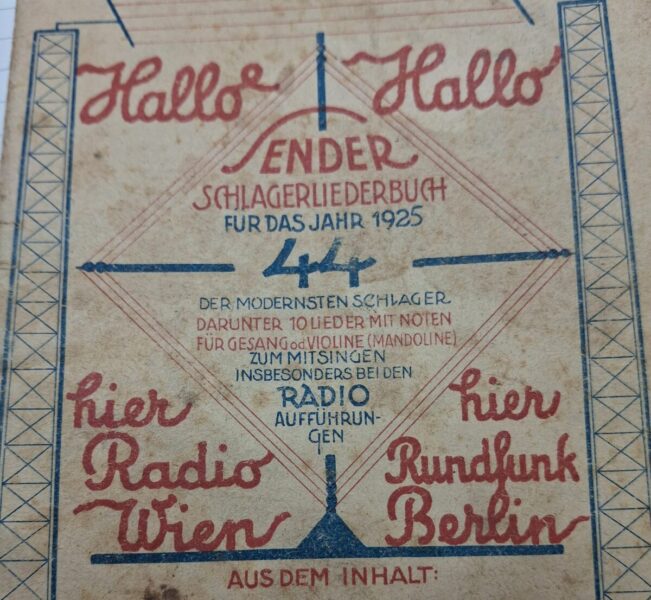 Halloe Hallo
SENDER
SCHLAGERLIEDERBUCH
FÜR DAS JAHR 1925
44
DER MODERNSTEN SCHLAGER
DARUNTER 10 LIEDER MIT NOTEN
FÜR GESANG od VIOLINE (MANDOLINE)
ZUM MITSINGEN
INSBESONDERS BEI DEN
RADIO
AUFFÜHRUN-
GEN
hier
Radio
Wien
hier
Rundfunk
Berlin
AUS DEM INHALT: